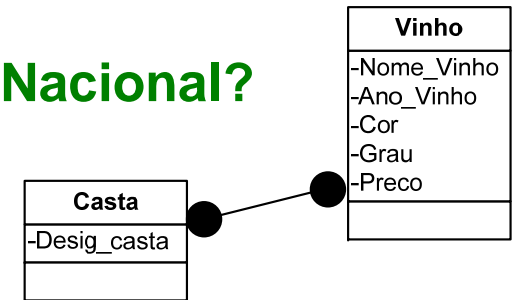 Nacional?
Vinho
-Nome_Vinho
-Ano_Vinho
-Cor
-Grau
-Preco
Casta
-Desig_casta